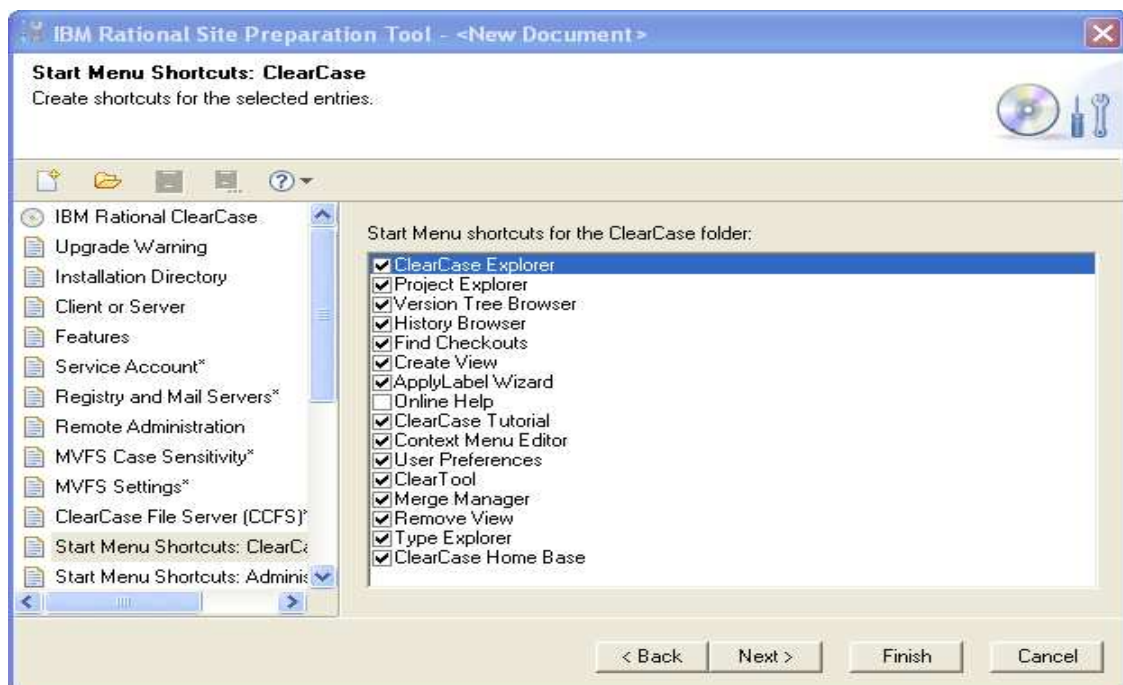 IBM Rational Site Preparation Tool - <New Document>
Start Menu Shortcuts: ClearCase
Create shortcuts for the selected entries.
IBM Rational ClearCase
Upgrade Warning
Installation Directory
Client or Server
Features
Service Account*
Registry and Mail Servers*
Remote Administration
MVFS Case Sensitivity*
MVFS Settings*
ClearCase File Server (CCFS)*
Start Menu Shortcuts: ClearCa
Start Menu Shortcuts: Adminis
Start Menu shortcuts for the ClearCase folder:
ClearCase Explorer
Project Explorer
Version Tree Browser
History Browser
Find Checkouts
Create View
ApplyLabel Wizard
Online Help
ClearCase Tutorial
Context Menu Editor
User Preferences
ClearTool
Merge Manager
Remove View
Type Explorer
ClearCase Home Base
< Back Next > Finish Cancel